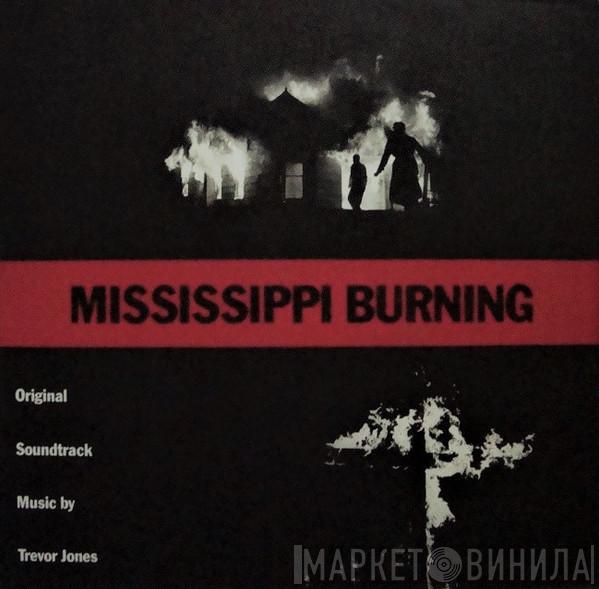 MISSISSIPPI BURNING
Original
Soundtrack
Music by
Trevor Jones
МАРКЕТ ВИНИЛА